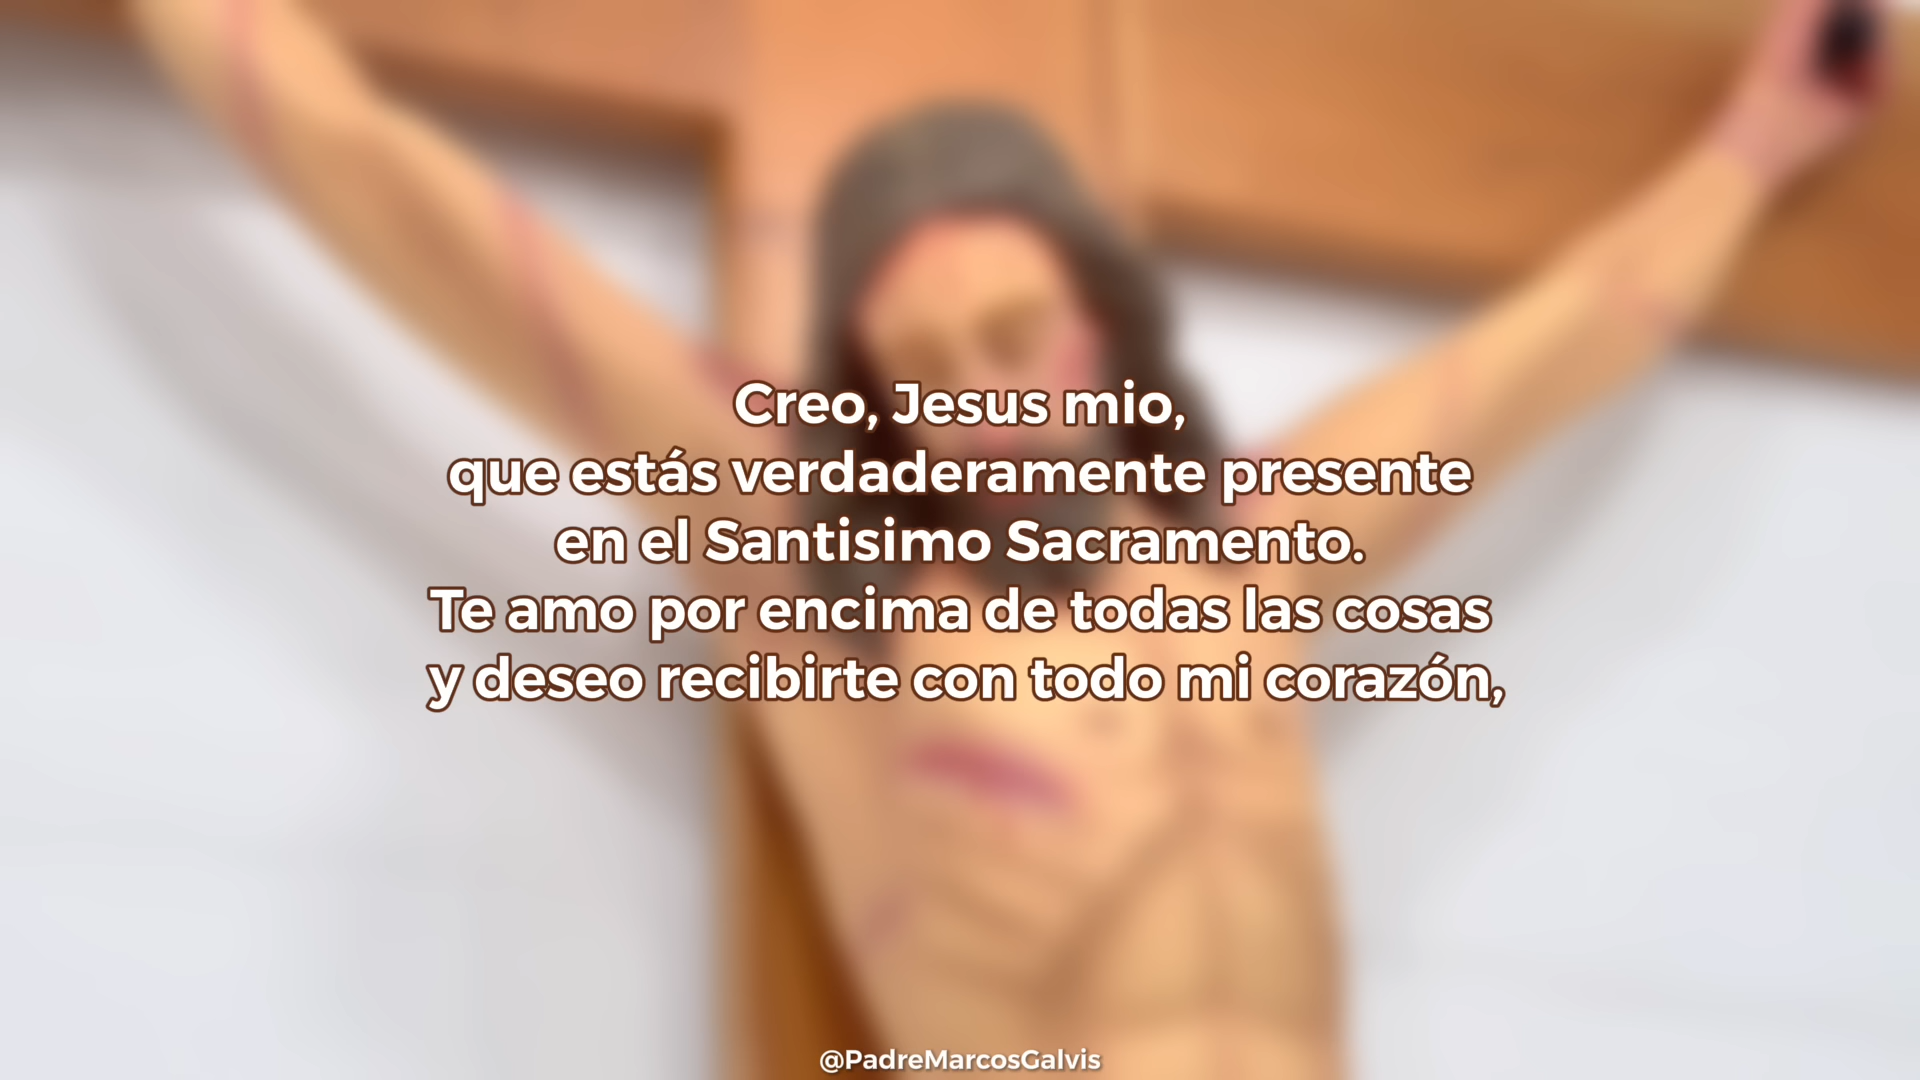 Creo, Jesus mio,
que estás verdaderamente presente
en el Santisimo Sacramento.
Te amo por encima de todas las cosas
y deseo recibirte con todo mi corazón,
@PadreMarcosGalvis